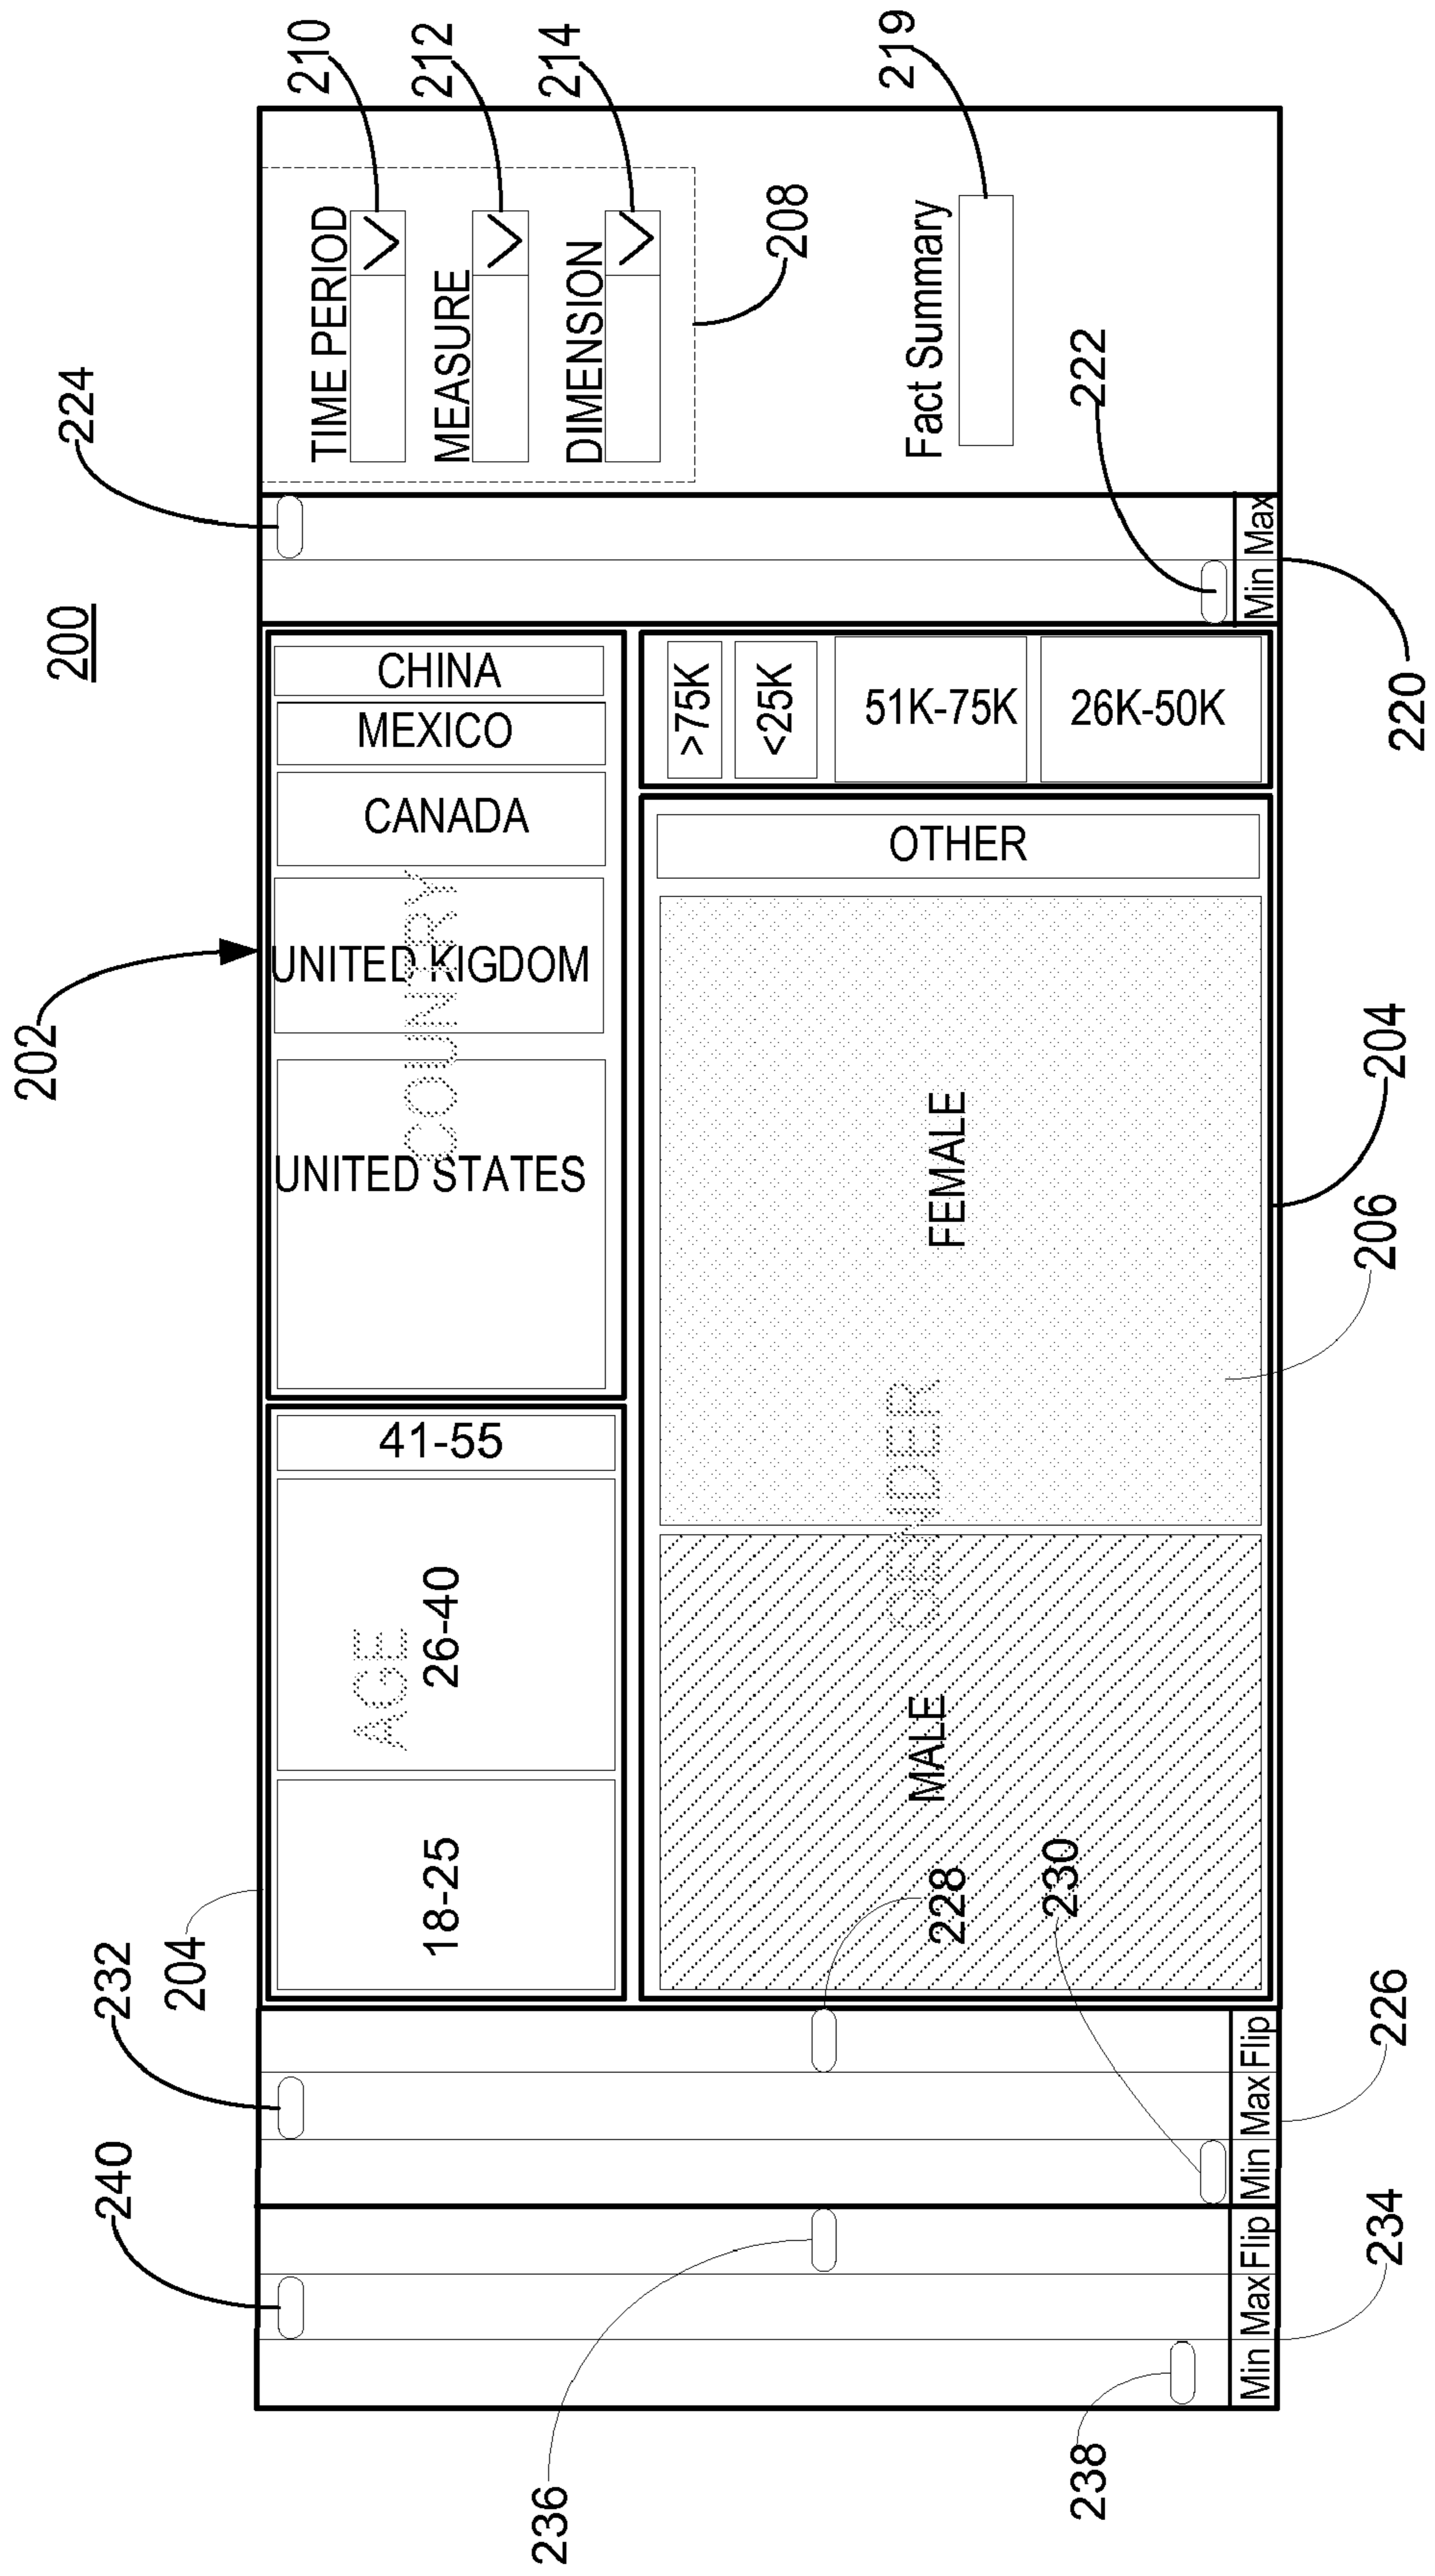 200
202
224
210
212
214
219
208
222
220
204
206
204
232
240
236
238
234
226
228
230
TIME PERIOD
MEASURE
DIMENSION
Fact Summary
Min Max
AGE
18-25
26-40
41-55
COUNTRY
UNITED STATES
UNITED KIGDOM
CANADA
MEXICO
CHINA
GENDER
MALE
FEMALE
OTHER
>75K
<25K
51K-75K
26K-50K
Min Max Flip
Min Max Flip